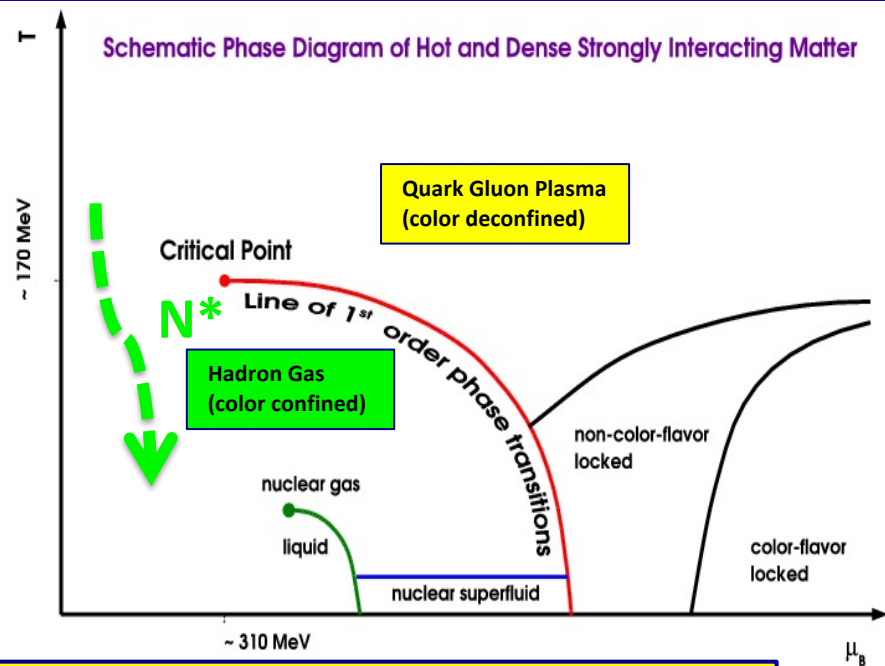 T
Schematic Phase Diagram of Hot and Dense Strongly Interacting Matter
Quark Gluon Plasma
(color deconfined)
~ 170 MeV
Critical Point
N*
Line of 1st order phase transitions
Hadron Gas
(color confined)
non-color-flavor
locked
nuclear gas
liquid
color-flavor
locked
nuclear superfluid
~ 310 MeV
μB